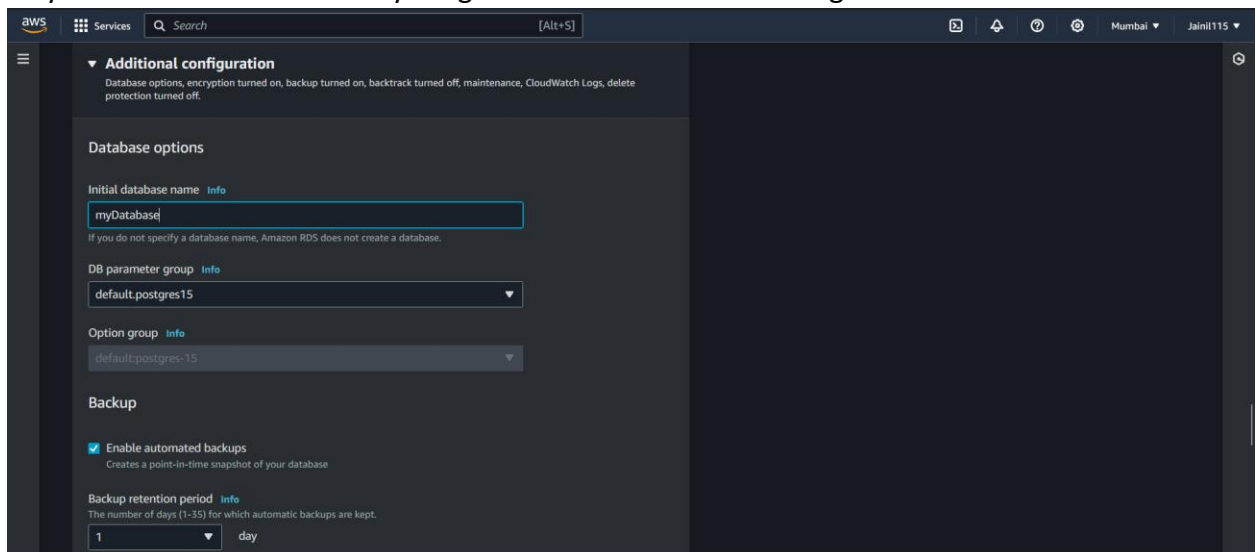 aws
Services
Search
[Alt+S]
Mumbai
Jainil115
Additional configuration
Database options, encryption turned on, backup turned on, backtrack turned off, maintenance, CloudWatch Logs, delete
protection turned off.
Database options
Initial database name Info
myDatabase
If you do not specify a database name, Amazon RDS does not create a database.
DB parameter group Info
default.postgres15
Option group Info
default:postgres-15
Backup
Enable automated backups
Creates a point-in-time snapshot of your database
Backup retention period Info
The number of days (1-35) for which automatic backups are kept.
1 day